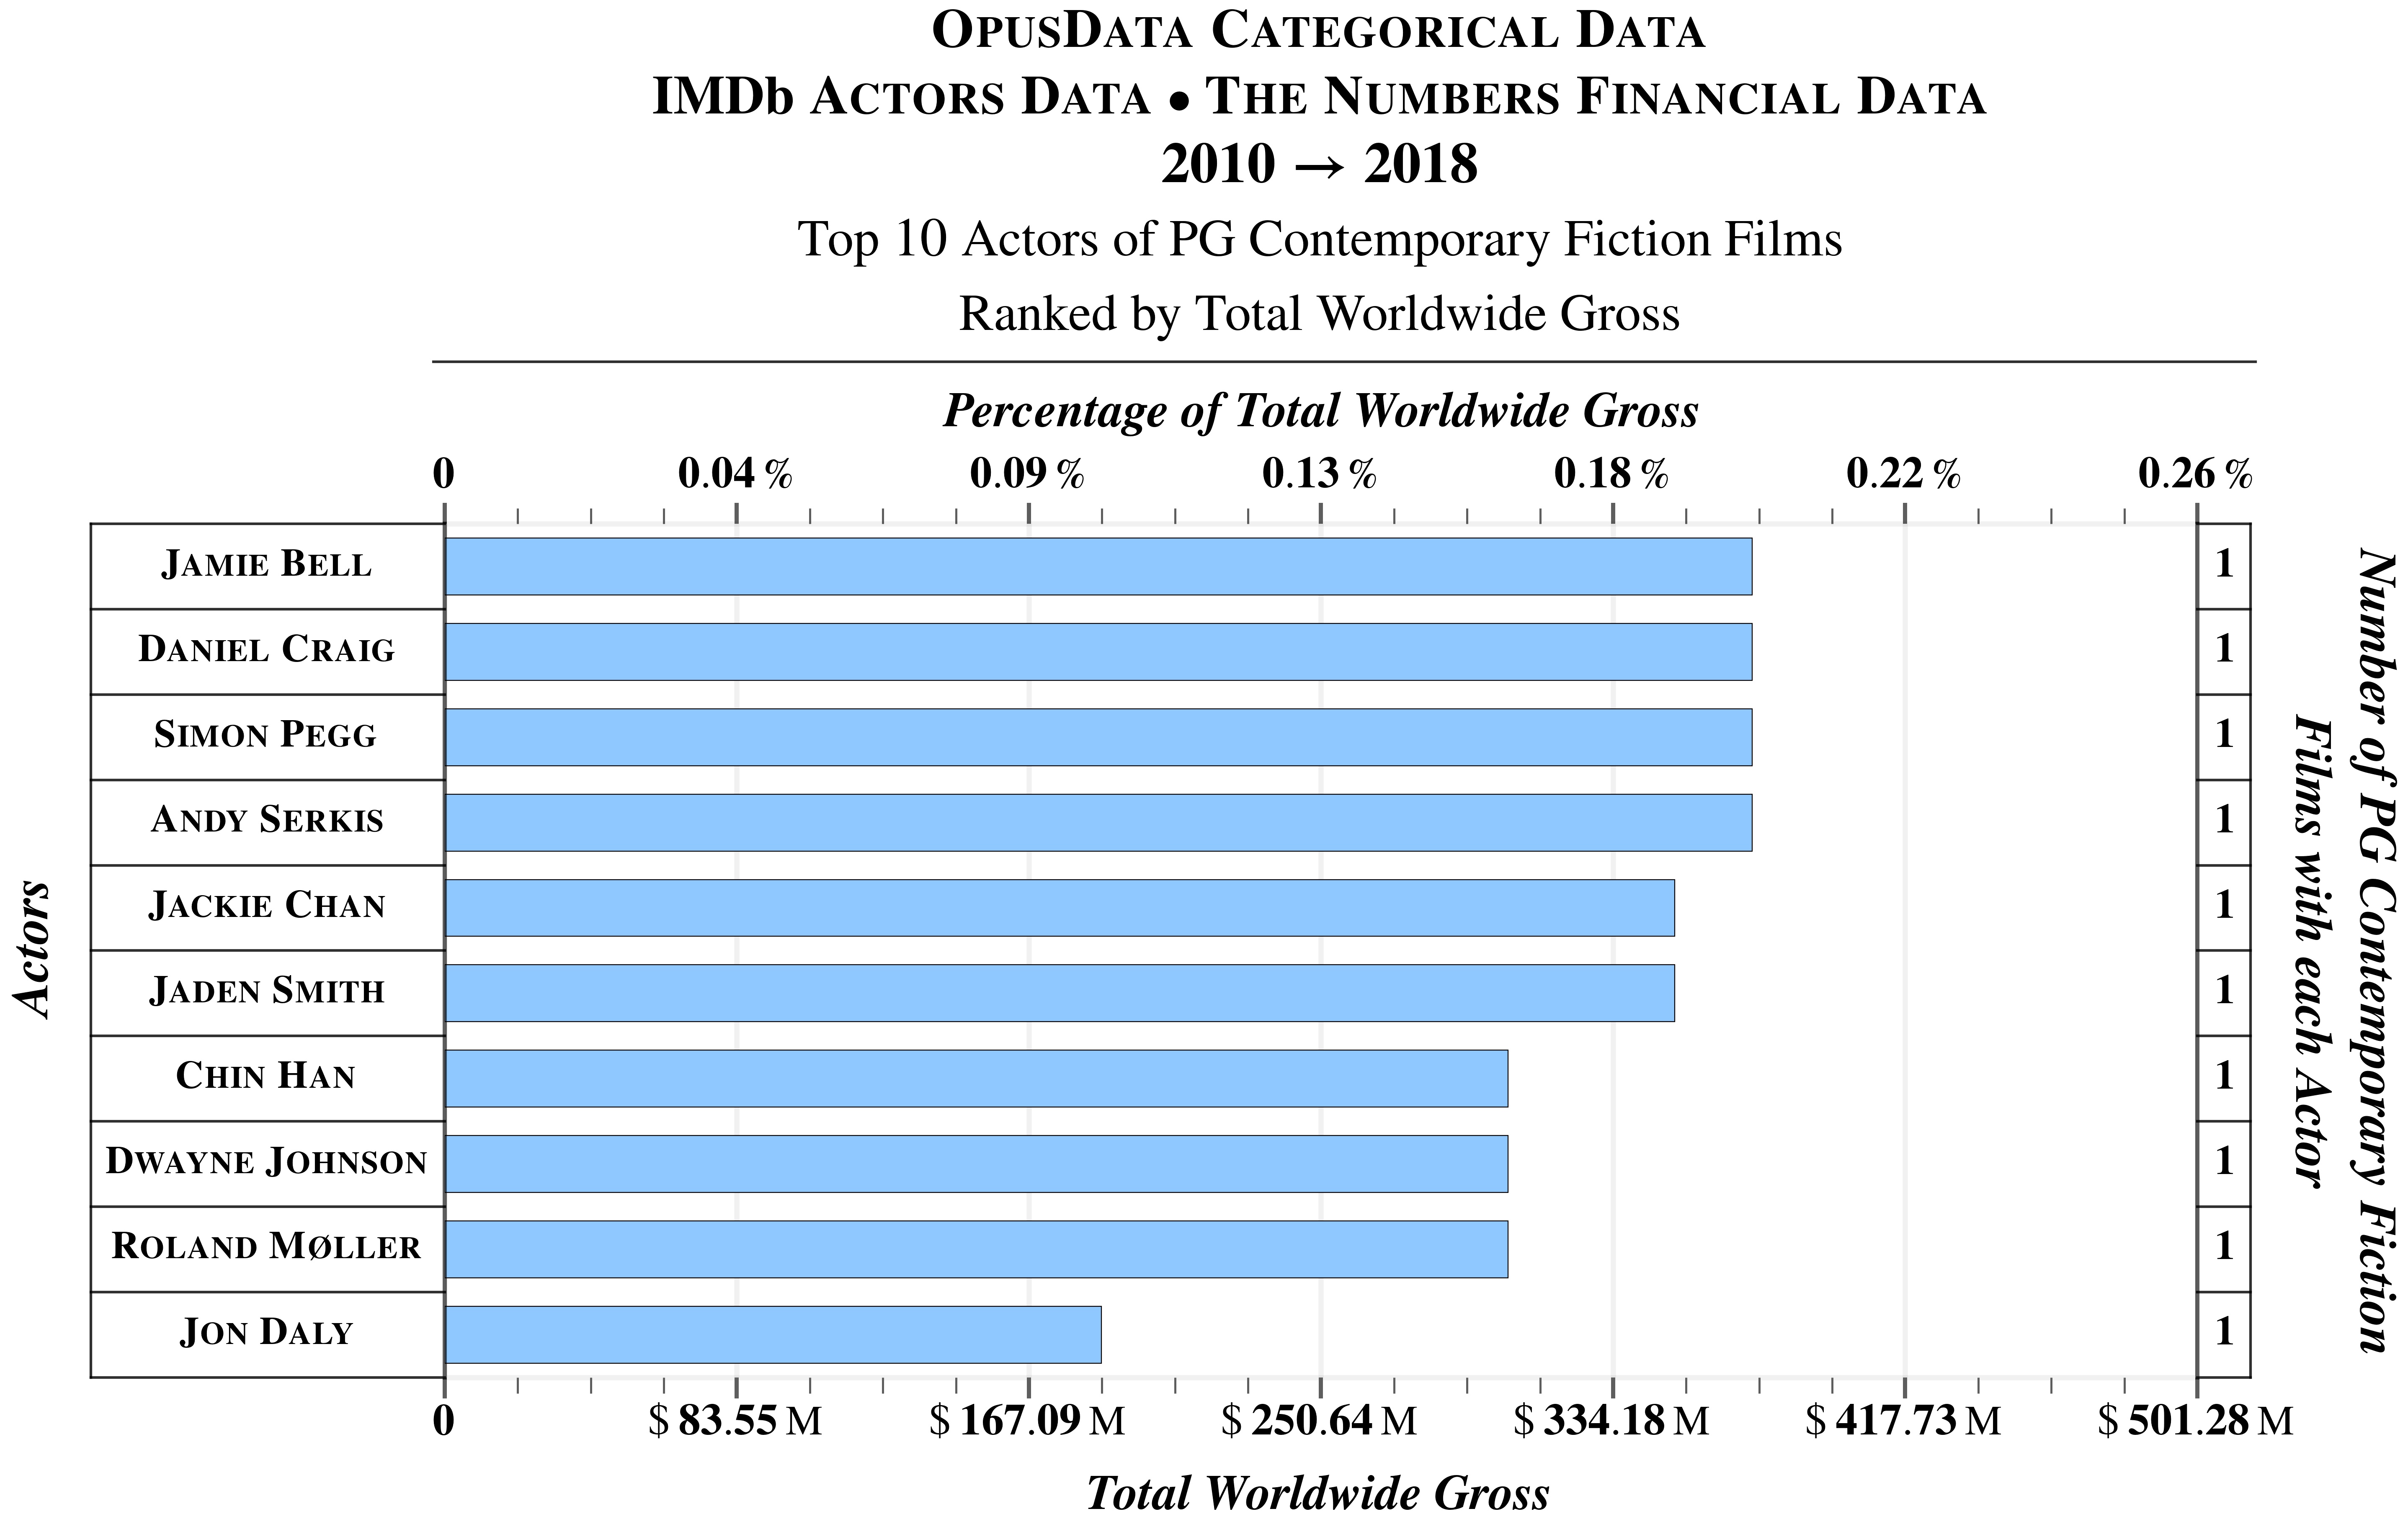 OpusData Categorical Data
IMDb Actors Data • The Numbers Financial Data
2010 → 2018
Top 10 Actors of PG Contemporary Fiction Films
Ranked by Total Worldwide Gross
Percentage of Total Worldwide Gross
0 0.04 % 0.09 % 0.13 % 0.18 % 0.22 % 0.26 %
Actors
Jamie Bell 1
Daniel Craig 1
Simon Pegg 1
Andy Serkis 1
Jackie Chan 1
Jaden Smith 1
Chin Han 1
Dwayne Johnson 1
Roland Møller 1
Jon Daly 1
Number of PG Contemporary Fiction
Films with each Actor
0 $ 83.55 M $ 167.09 M $ 250.64 M $ 334.18 M $ 417.73 M $ 501.28 M
Total Worldwide Gross